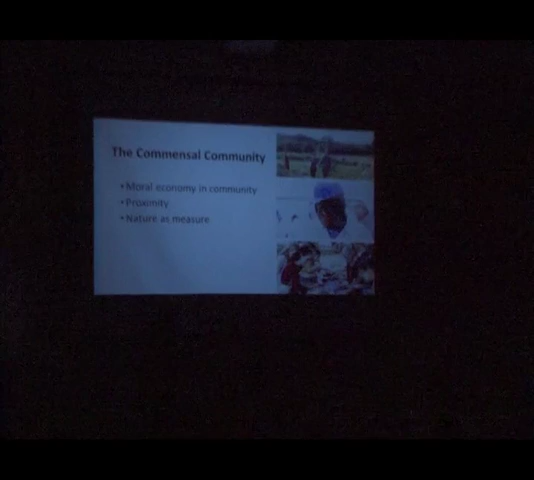 The Commensal Community
• Moral economy in community
• Proximity
• Nature as measure